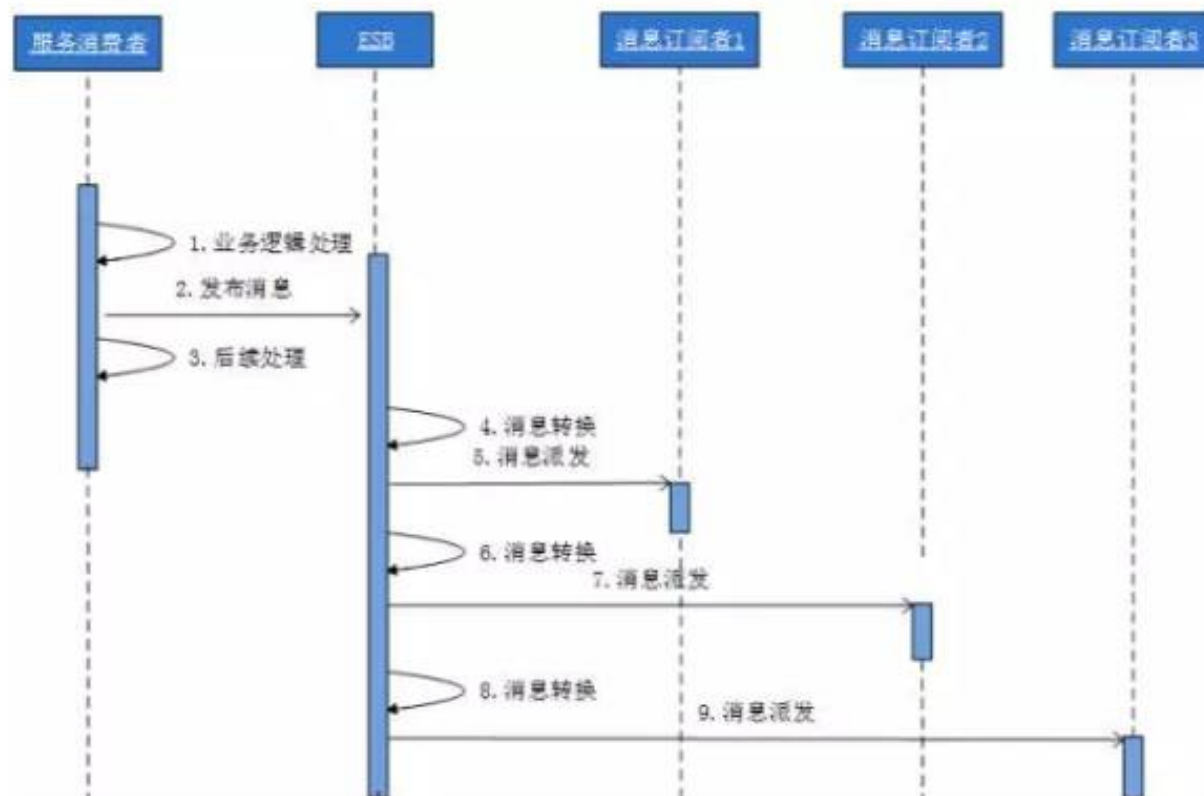 服务消费者
ESB
消息订阅者1
消息订阅者2
消息订阅者3
1.业务逻辑处理
2.发布消息
3.后续处理
4.消息转换
5.消息派发
6.消息转换
7.消息派发
8.消息转换
9.消息派发